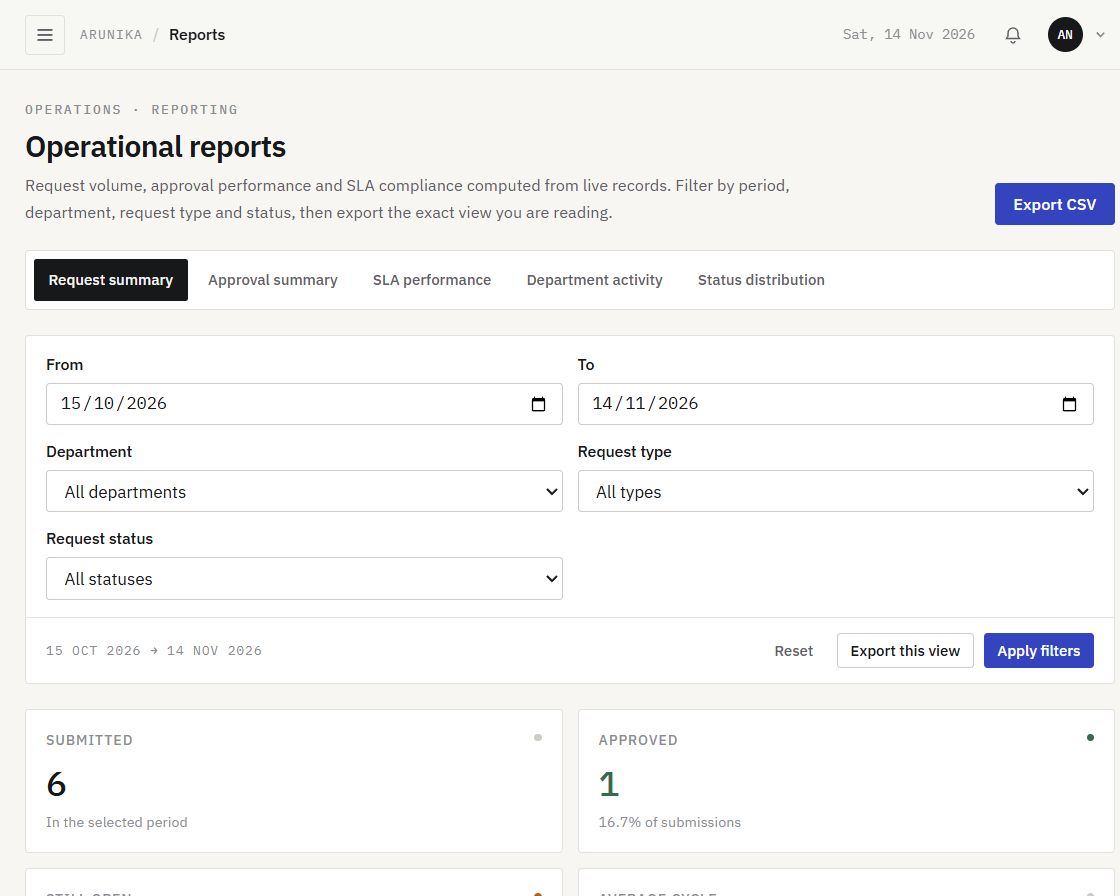 ARUNIKA / Reports
Sat, 14 Nov 2026
AN
OPERATIONS · REPORTING
Operational reports
Request volume, approval performance and SLA compliance computed from live records. Filter by period,
department, request type and status, then export the exact view you are reading.
Export CSV
Request summary Approval summary SLA performance Department activity Status distribution
From To
15/10/2026 14/11/2026
Department Request type
All departments All types
Request status
All statuses
15 OCT 2026 → 14 NOV 2026 Reset Export this view Apply filters
SUBMITTED APPROVED
6 1
In the selected period 16.7% of submissions
STILL OPEN AVERAGE CYCLE